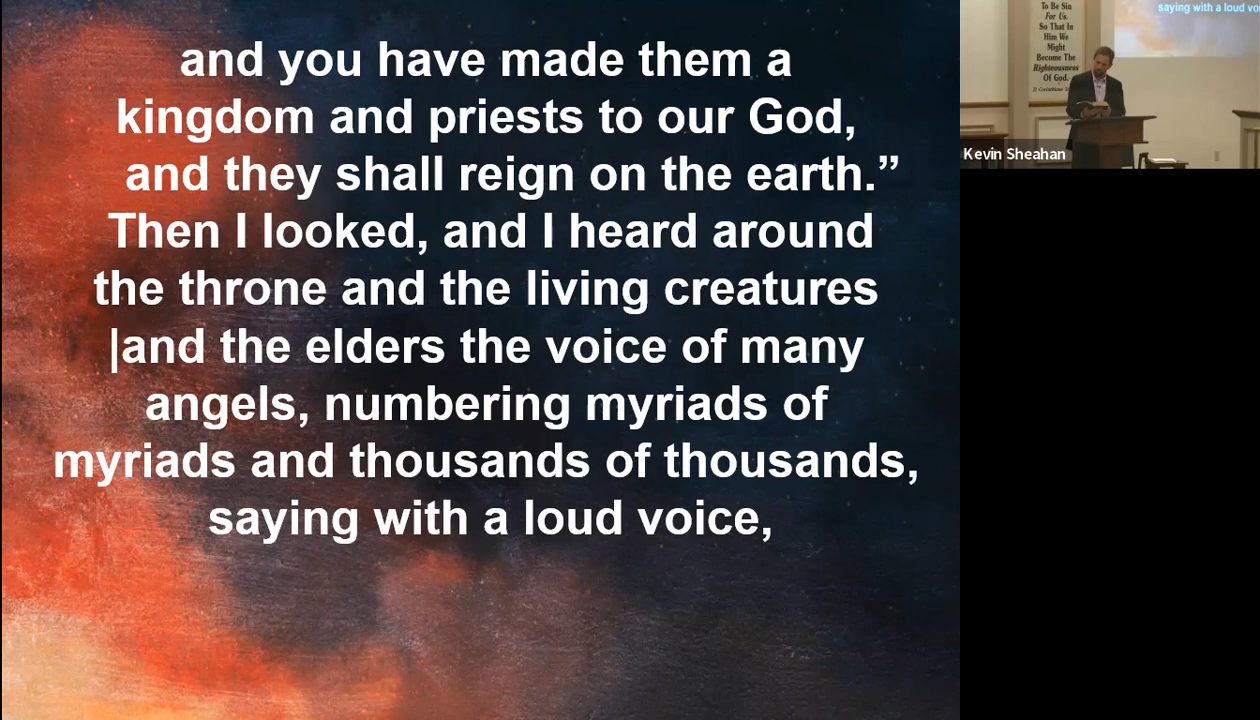 and you have made them a
kingdom and priests to our God,
and they shall reign on the earth.”
Then I looked, and I heard around
the throne and the living creatures
|and the elders the voice of many
angels, numbering myriads of
myriads and thousands of thousands,
saying with a loud voice,
To Be Sin
For Us.
So That In
Him We
Might
Become The
Righteousness
Of God.
II Corinthians
saying with a loud vo
Kevin Sheahan